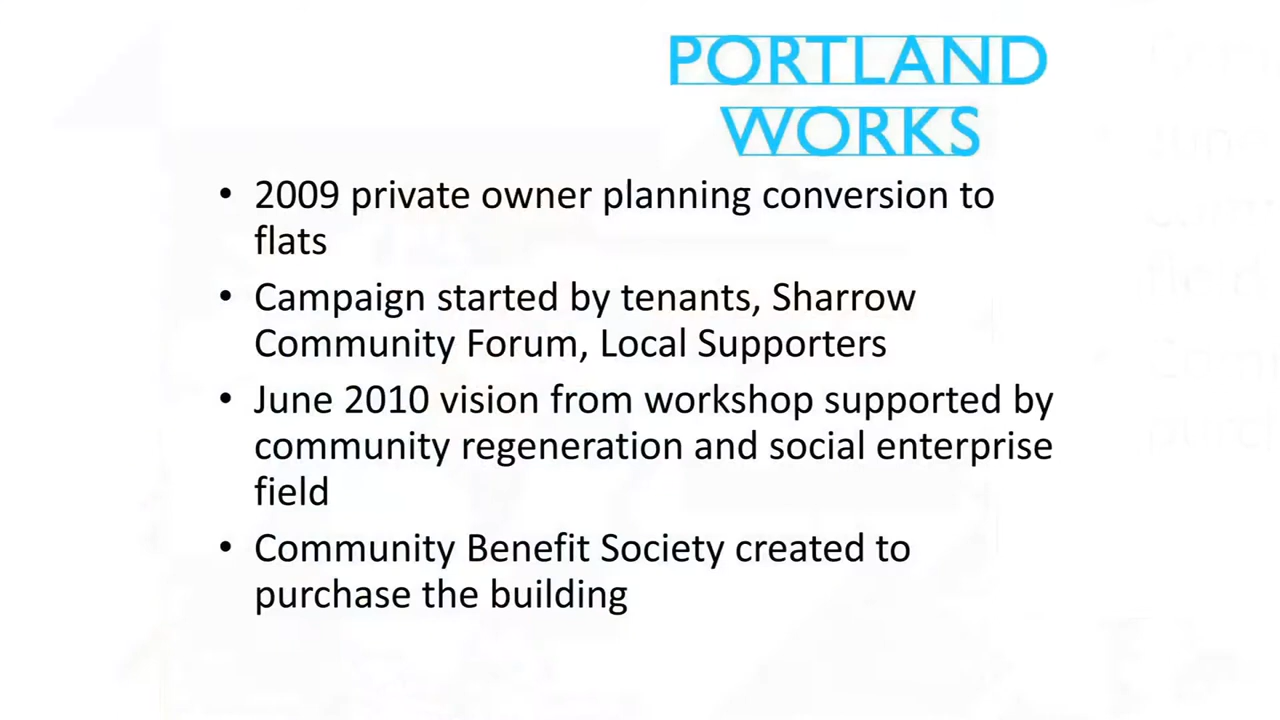 PORTLAND
WORKS
• 2009 private owner planning conversion to
flats
• Campaign started by tenants, Sharrow
Community Forum, Local Supporters
• June 2010 vision from workshop supported by
community regeneration and social enterprise
field
• Community Benefit Society created to
purchase the building